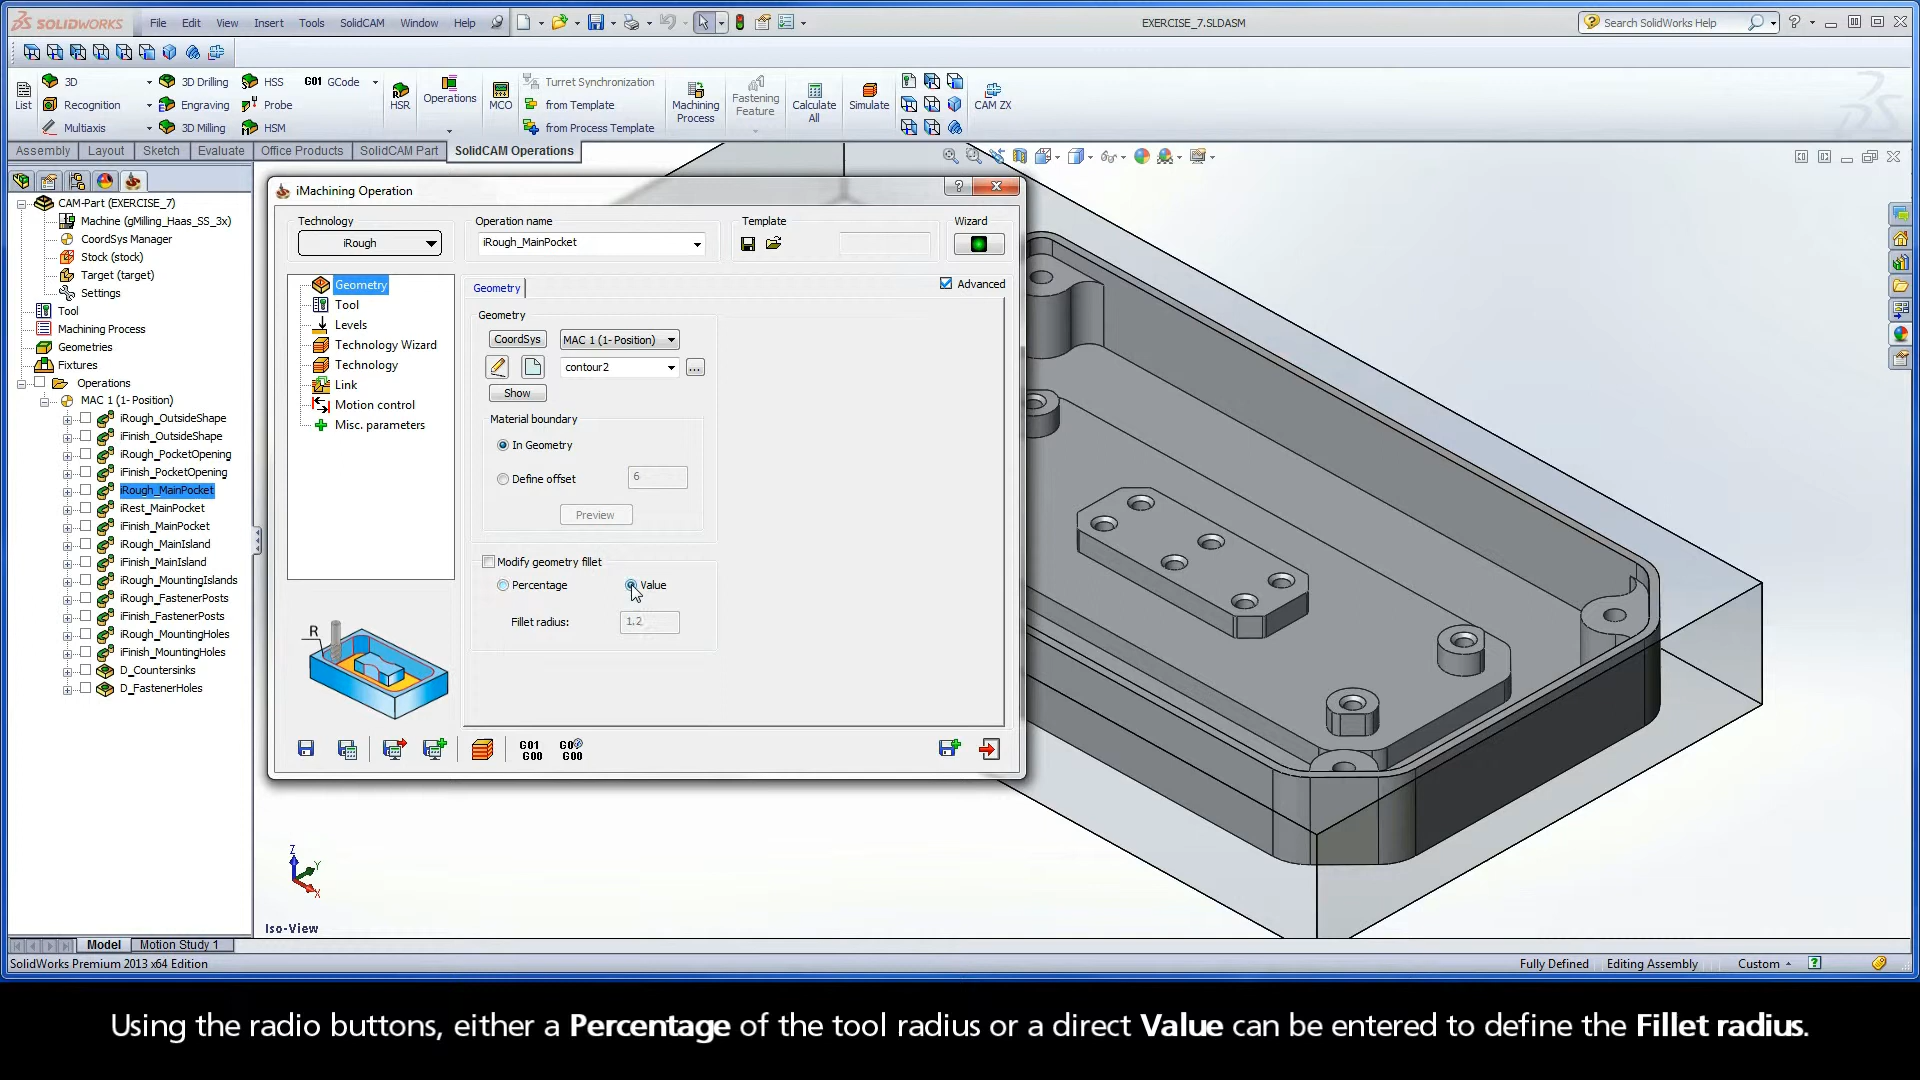 SOLIDWORKS File Edit View Insert Tools SolidCAM Window Help EXERCISE_7.SLDASM Search SolidWorks Help
3D 3D Drilling HSS G01 GCode Turret Synchronization
List Recognition Engraving Probe HSR Operations MCO from Template Machining Process Fastening Feature Calculate All Simulate CAM ZX
Multiaxis 3D Milling HSM from Process Template
Assembly Layout Sketch Evaluate Office Products SolidCAM Part SolidCAM Operations
CAM-Part (EXERCISE_7)
Machine (gMilling_Haas_SS_3x)
CoordSys Manager
Stock (stock)
Target (target)
Settings
Tool
Machining Process
Geometries
Fixtures
Operations
MAC 1 (1- Position)
iRough_OutsideShape
iFinish_OutsideShape
iRough_PocketOpening
iFinish_PocketOpening
iRough_MainPocket
iRest_MainPocket
iFinish_MainPocket
iRough_MainIsland
iFinish_MainIsland
iRough_MountingIslands
iRough_FastenerPosts
iFinish_FastenerPosts
iRough_MountingHoles
iFinish_MountingHoles
D_Countersinks
D_FastenerHoles
iMachining Operation
Technology Operation name Template Wizard
iRough iRough_MainPocket
Geometry
Tool
Levels
Technology Wizard
Technology
Link
Motion control
Misc. parameters
R
Geometry Advanced
Geometry
CoordSys MAC 1 (1- Position)
contour2 ...
Show
Material boundary
In Geometry
Define offset 6
Preview
Modify geometry fillet
Percentage Value
Fillet radius: 1.2
G01 G00 G0 G00
Z Y X
Iso-View
Model Motion Study 1
SolidWorks Premium 2013 x64 Edition Fully Defined Editing Assembly Custom
Using the radio buttons, either a Percentage of the tool radius or a direct Value can be entered to define the Fillet radius.